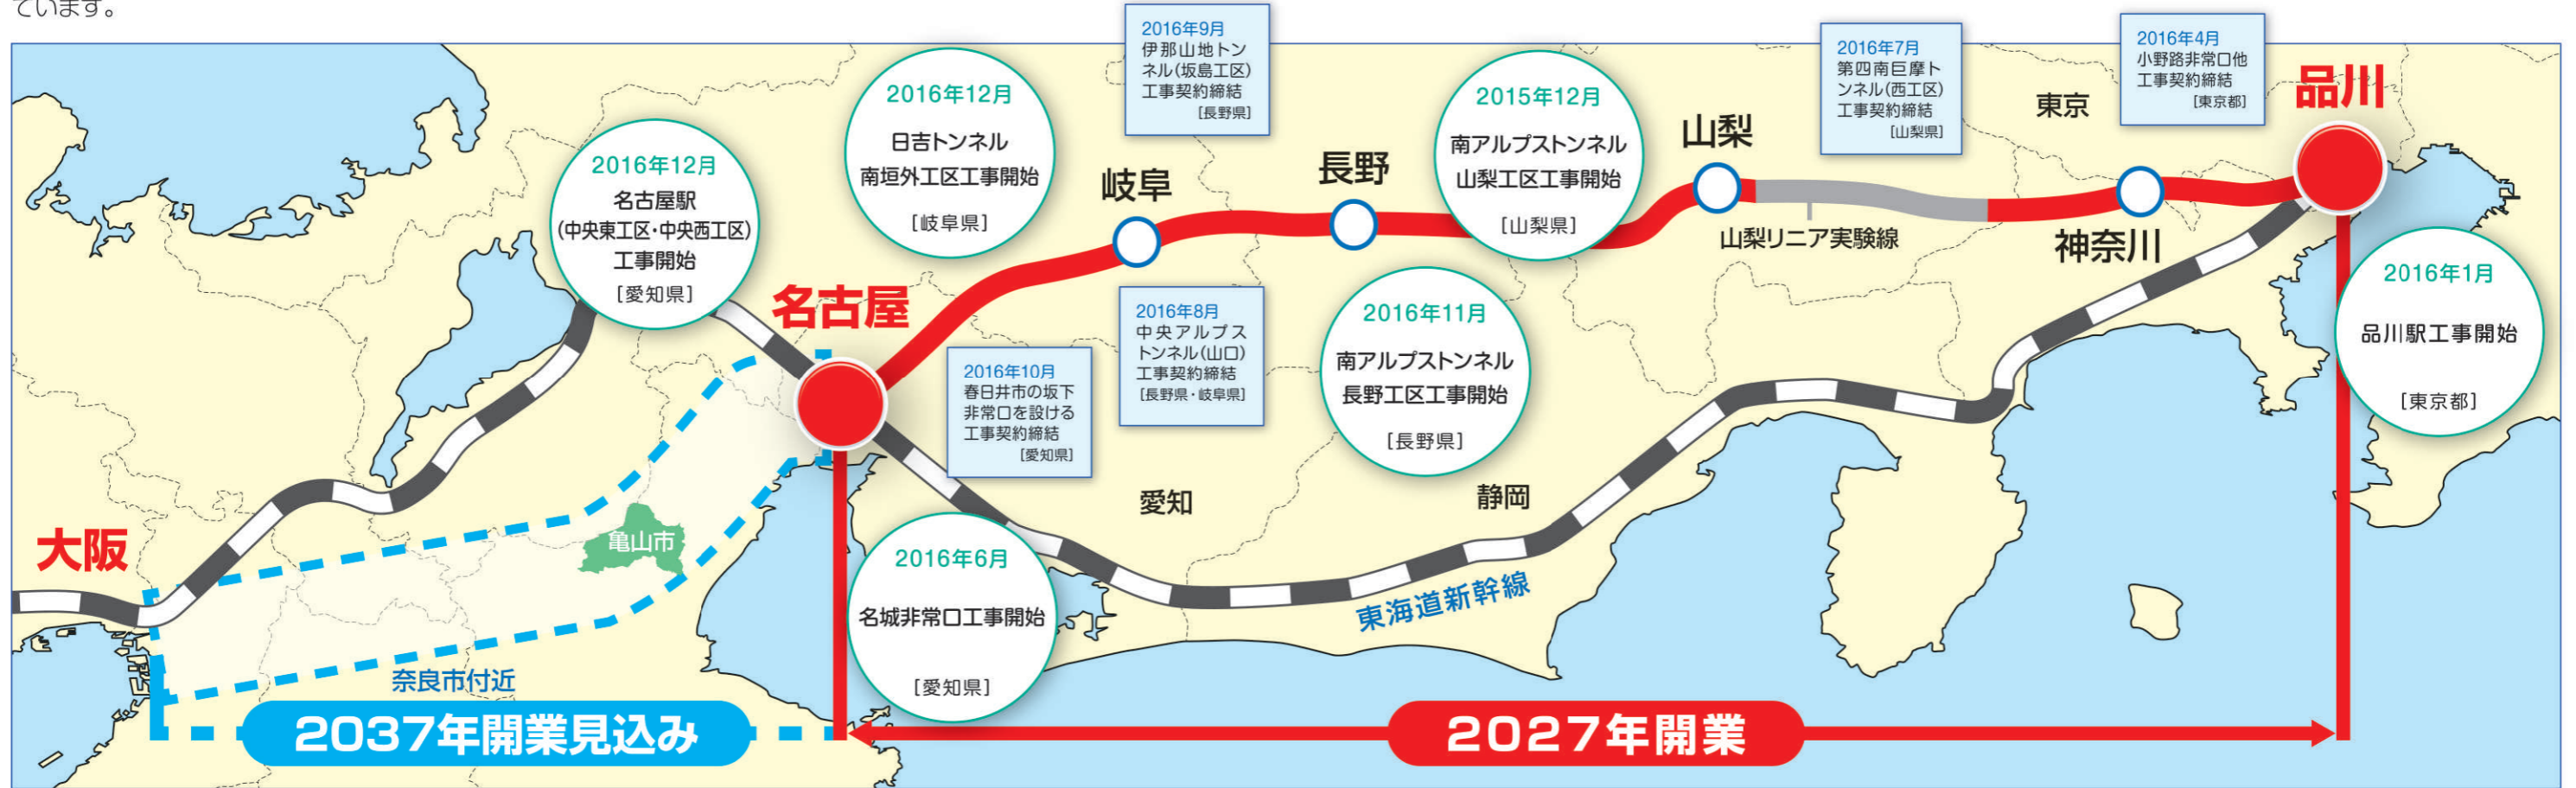 ています。
2016年9月
伊那山地トン
ネル(坂島工区)
工事契約締結
[長野県]
2016年4月
小野路非常口他
工事契約締結
[東京都]
2016年7月
第四南巨摩ト
ンネル(西工区)
工事契約締結
[山梨県]
品川
東京
2016年12月
日吉トンネル
南垣外工区工事開始
[岐阜県]
2015年12月
南アルプストンネル
山梨工区工事開始
[山梨県]
山梨
長野
岐阜
2016年12月
名古屋駅
(中央東工区・中央西工区)
工事開始
[愛知県]
山梨リニア実験線
神奈川
名古屋
2016年1月
品川駅工事開始
[東京都]
2016年8月
中央アルプス
トンネル(山口)
工事契約締結
[長野県・岐阜県]
2016年11月
南アルプストンネル
長野工区工事開始
[長野県]
2016年10月
春日井市の坂下
非常口を設ける
工事契約締結
[愛知県]
愛知
静岡
大阪
亀山市
2016年6月
名城非常口工事開始
[愛知県]
東海道新幹線
奈良市付近
2037年開業見込み
2027年開業